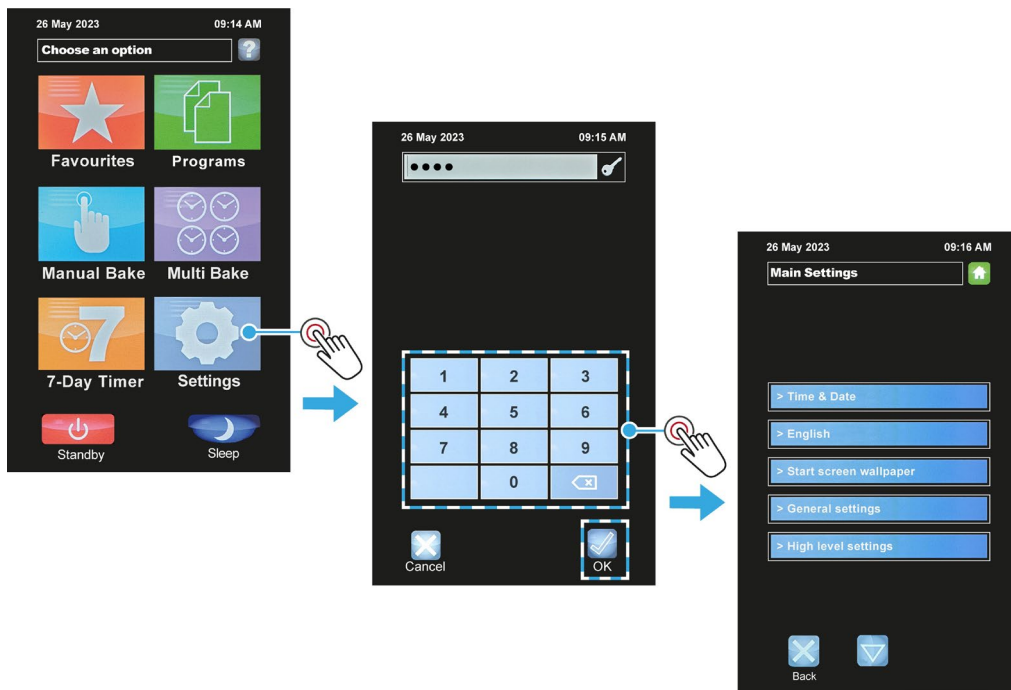 26 May 2023 09:14 AM
Choose an option ?
Favourites Programs
Manual Bake Multi Bake
7
7-Day Timer Settings
Standby Sleep
26 May 2023 09:15 AM
••••
1 2 3
4 5 6
7 8 9
0
Cancel OK
26 May 2023 09:16 AM
Main Settings
> Time & Date
> English
> Start screen wallpaper
> General settings
> High level settings
Back